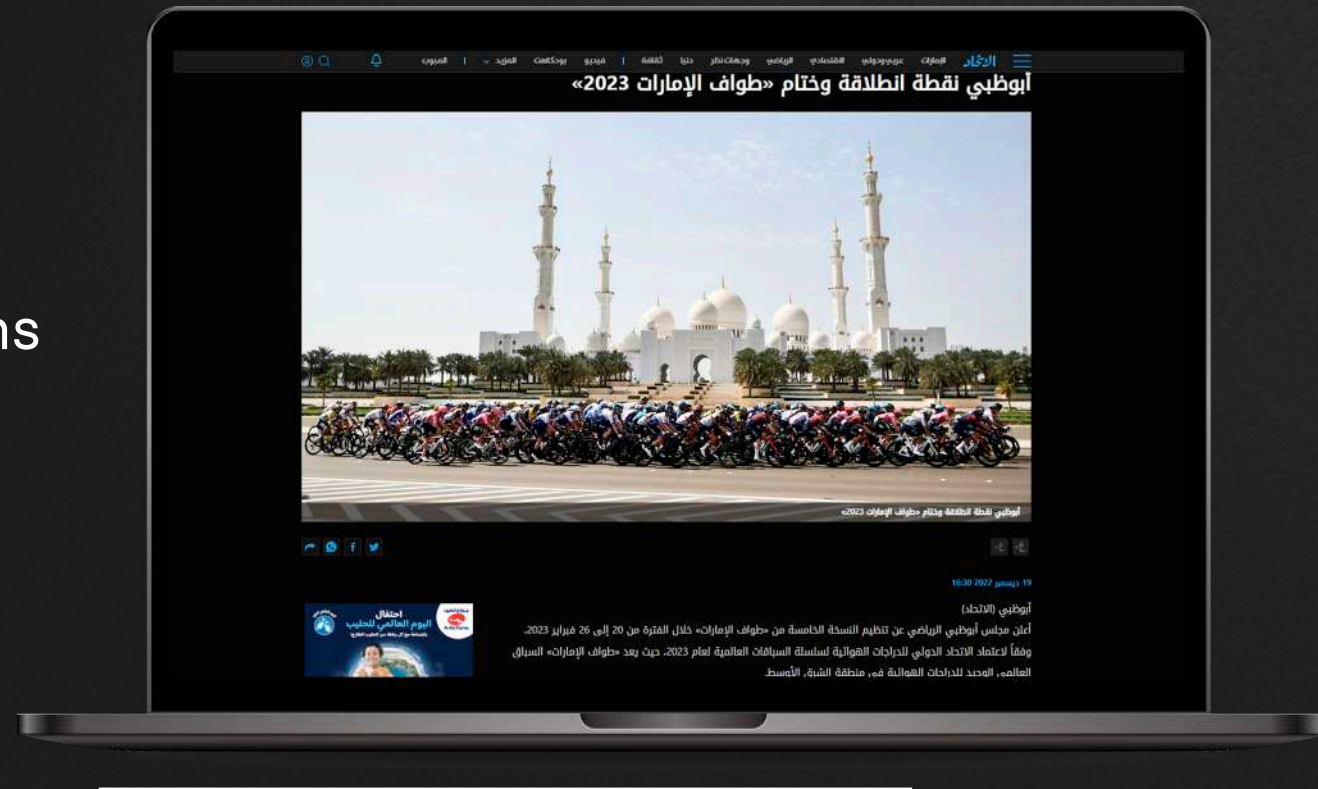 ns
الاتحاد الإمارات عربي ودولي الاقتصادي الرياضي وجهات نظر دنيا ثقافة | فيديو بودكاست المزيد | المبوب
أبوظبي نقطة انطلاقة وختام «طواف الإمارات 2023»
أبوظبي نقطة انطلاقة وختام «طواف الإمارات 2023»
19 ديسمبر 2022 16:30
أبوظبي (الاتحاد)
أعلن مجلس أبوظبي الرياضي عن تنظيم النسخة الخامسة من «طواف الإمارات» خلال الفترة من 20 إلى 26 فبراير 2023،
وفقاً لاعتماد الاتحاد الدولي للدراجات الهوائية لسلسلة السباقات العالمية لعام 2023، حيث يعد «طواف الإمارات» السباق
العالمي الوحيد للدراجات الهوائية في منطقة الشرق الأوسط.
احتفال
اليوم العالمي للحليب